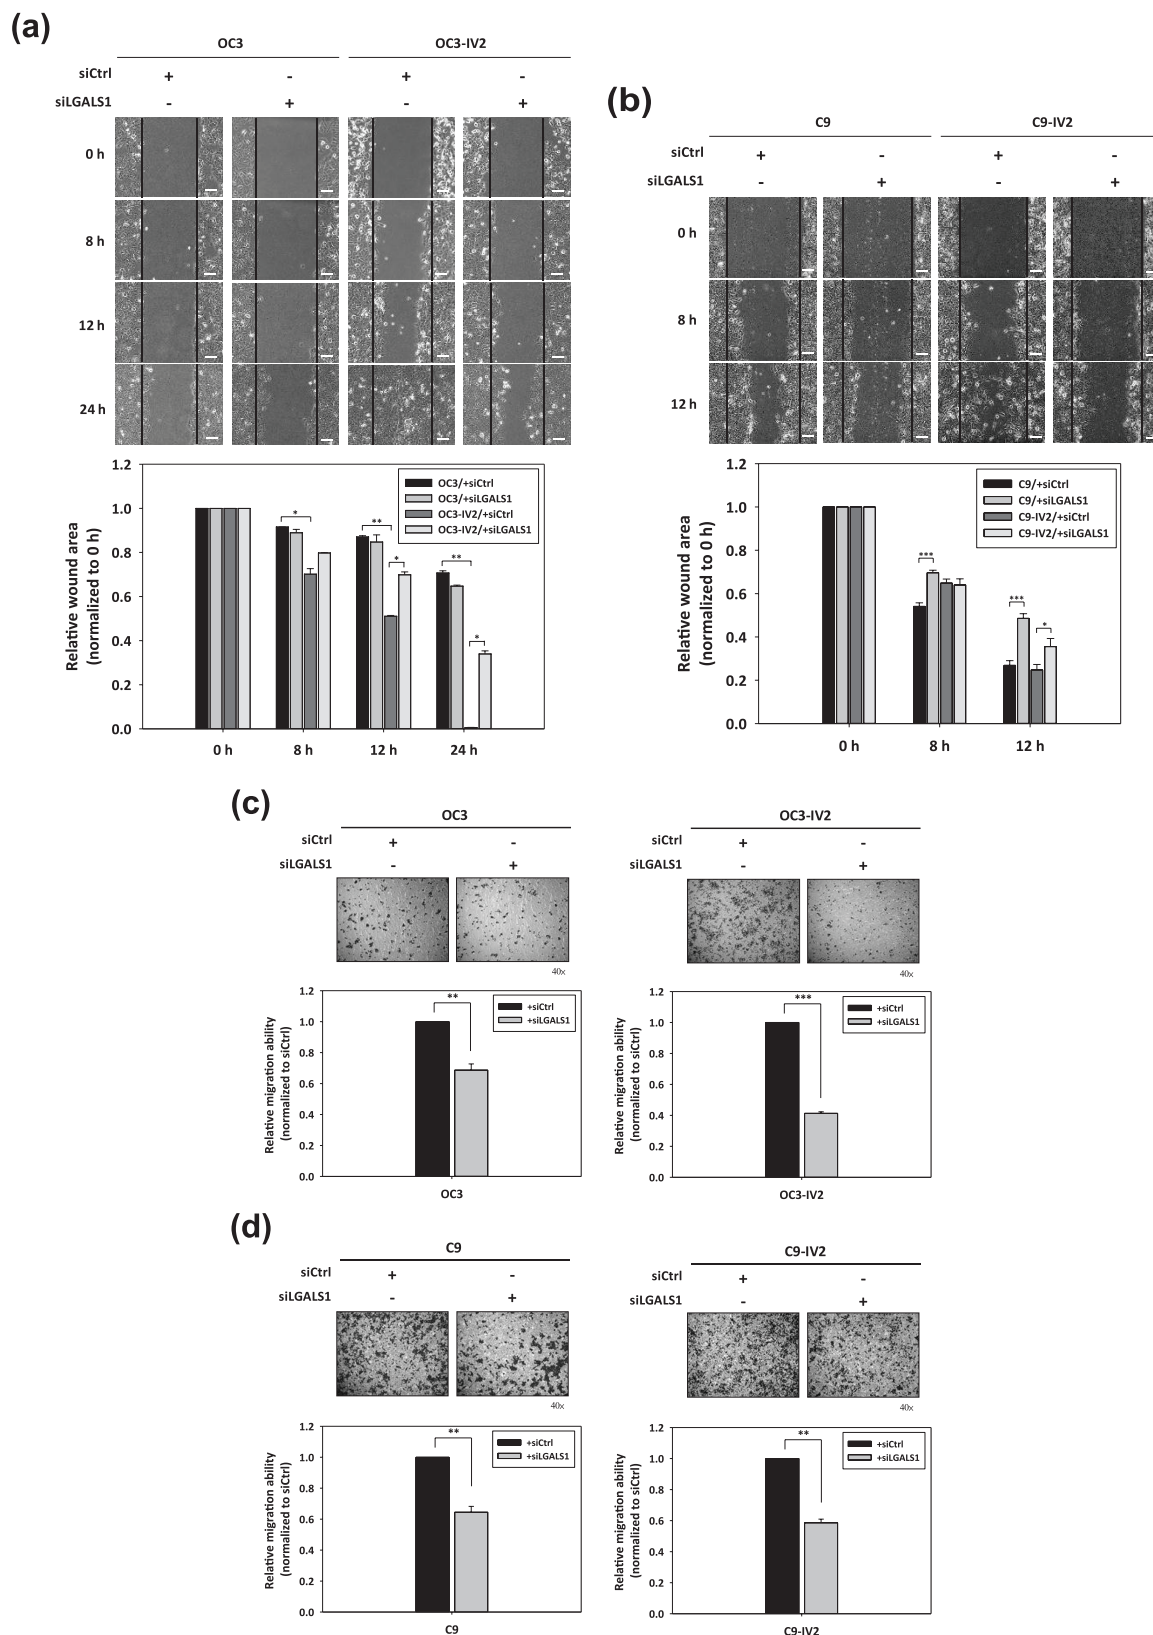 (a)
OC3 OC3-IV2
siCtrl + - + -
siLGALS1 - + - +
0 h
8 h
12 h
24 h
1.2
1.0
0.8
0.6
0.4
0.2
0.0
Relative wound area
(normalized to 0 h)
OC3/+siCtrl
OC3/+siLGALS1
OC3-IV2/+siCtrl
OC3-IV2/+siLGALS1
*
**
*
**
*
0 h 8 h 12 h 24 h
(b)
C9 C9-IV2
siCtrl + - + -
siLGALS1 - + - +
0 h
8 h
12 h
1.2
1.0
0.8
0.6
0.4
0.2
0.0
Relative wound area
(normalized to 0 h)
C9/+siCtrl
C9/+siLGALS1
C9-IV2/+siCtrl
C9-IV2/+siLGALS1
***
***
*
0 h 8 h 12 h
(c)
OC3
siCtrl + -
siLGALS1 - +
40x
1.2
1.0
0.8
0.6
0.4
0.2
0.0
Relative migration ability
(normalized to siCtrl)
**
+siCtrl
+siLGALS1
OC3
OC3-IV2
siCtrl + -
siLGALS1 - +
40x
1.2
1.0
0.8
0.6
0.4
0.2
0.0
Relative migration ability
(normalized to siCtrl)
***
+siCtrl
+siLGALS1
OC3-IV2
(d)
C9
siCtrl + -
siLGALS1 - +
40x
1.2
1.0
0.8
0.6
0.4
0.2
0.0
Relative migration ability
(normalized to siCtrl)
**
+siCtrl
+siLGALS1
C9
C9-IV2
siCtrl + -
siLGALS1 - +
40x
1.2
1.0
0.8
0.6
0.4
0.2
0.0
Relative migration ability
(normalized to siCtrl)
**
+siCtrl
+siLGALS1
C9-IV2